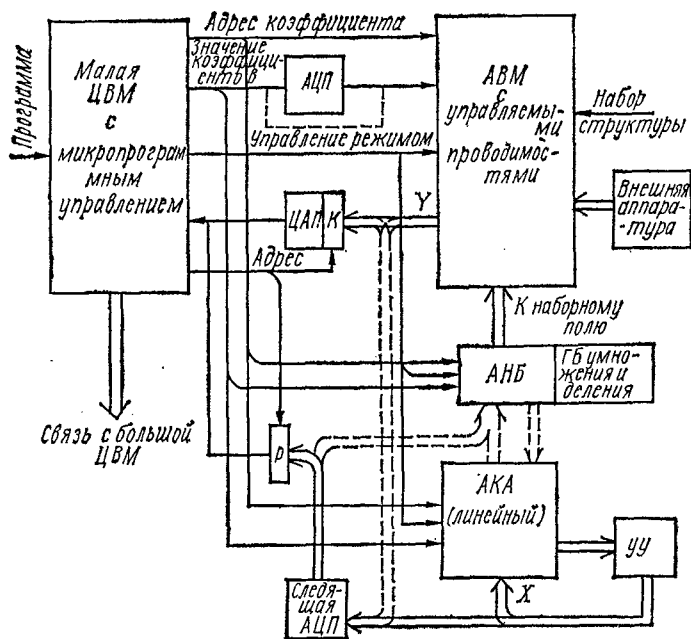 Адрес коэффициента
Значение
коэффици-
ентъ В
АЦП
Управление режимом
Программа
Малая
ЦВМ
с
микропрограм
мным
управлением
АВМ
с
управляемы-
ми
проводимос-
тями
Набор
структуры
Внешняя
аппара-
-тура
ЦАП
К
Y
Адрес
К наборному
полю
АНБ
ГБ умно-
жения и
деления
Связь с большой
ЦВМ
Р
АКА
(линейный)
УУ
X
Следя-
щая
АЦП